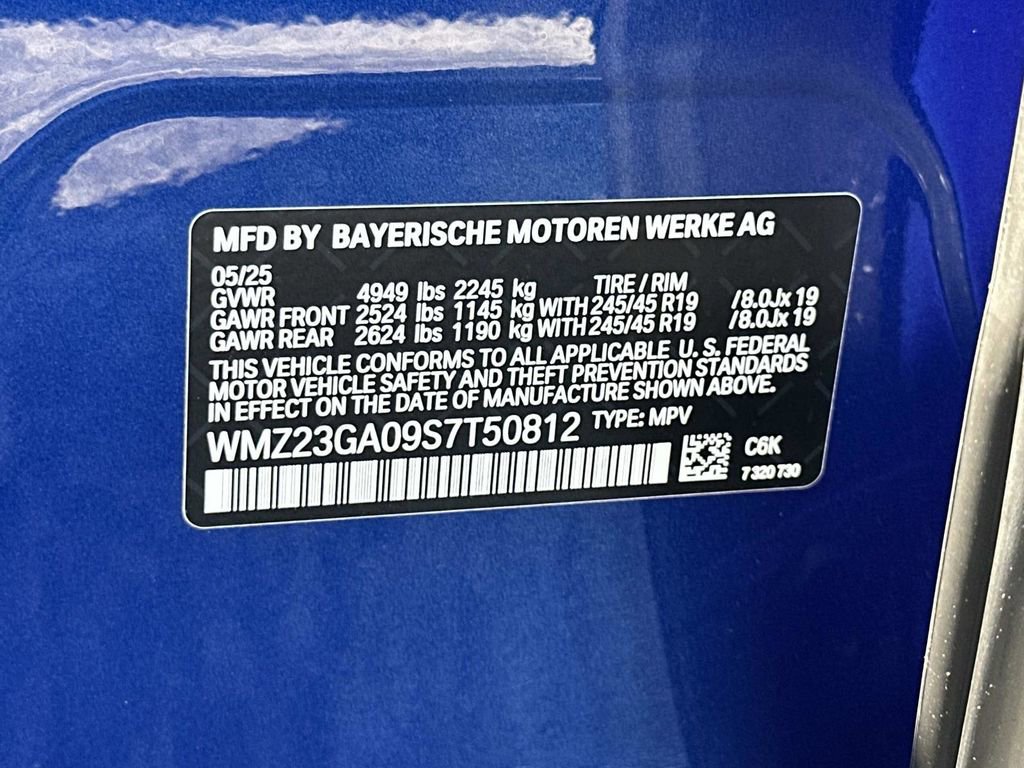 MFD BY BAYERISCHE MOTOREN WERKE AG
05/25
GVWR 4949 lbs 2245 kg TIRE / RIM
GAWR FRONT 2524 lbs 1145 kg WITH 245/45 R19 /8.0Jx19
GAWR REAR 2624 lbs 1190 kg WITH 245/45 R19 /8.0Jx19
THIS VEHICLE CONFORMS TO ALL APPLICABLE U. S. FEDERAL
MOTOR VEHICLE SAFETY AND THEFT PREVENTION STANDARDS
IN EFFECT ON THE DATE OF MANUFACTURE SHOWN ABOVE.
WMZ23GA09S7T50812 TYPE: MPV
C6K
7 320 730